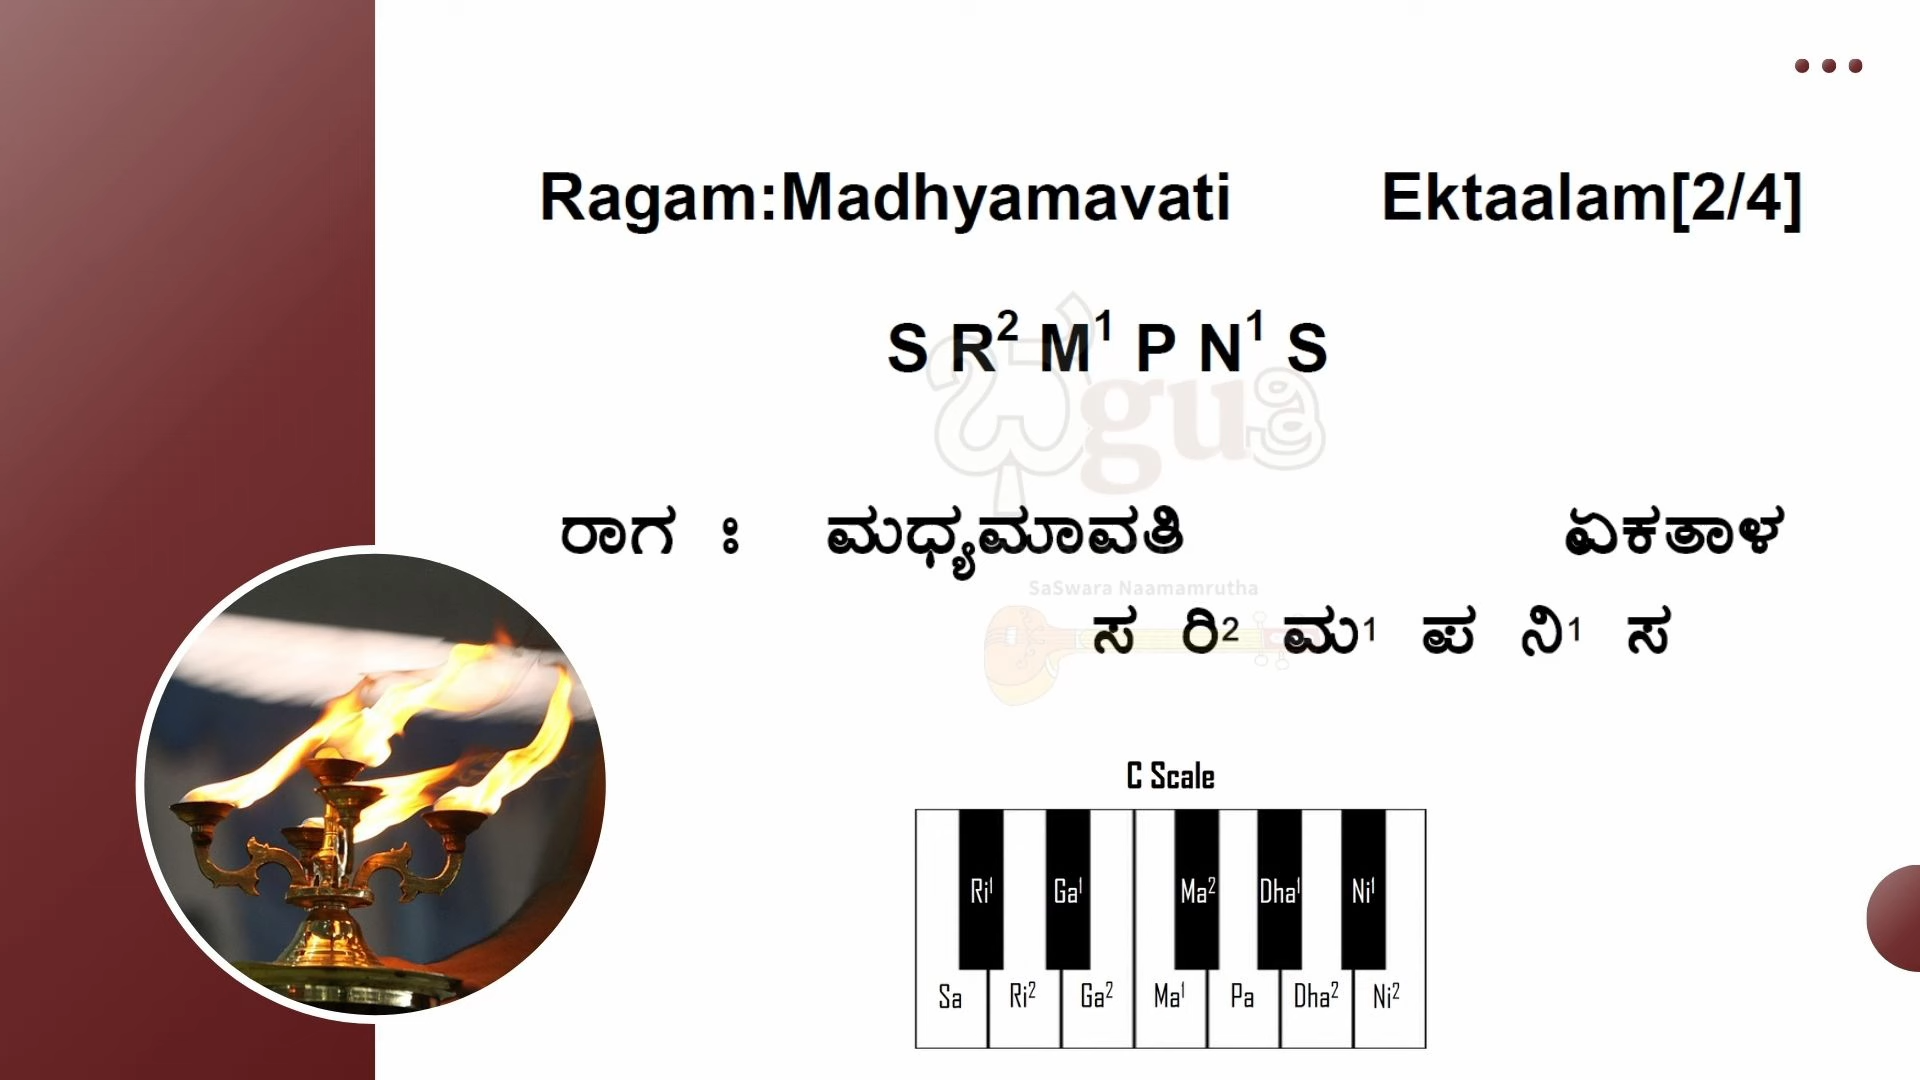 Ragam:Madhyamavati Ektaalam[2/4]
S R² M¹ P N¹ S
ರಾಗ ಃ ಮಧ್ಯಮಾವತಿ ಏಕತಾಳ
SaSwara Naamamrutha
ಸ ರಿ2 ಮ1 ಪ ನಿ1 ಸ
C Scale
Ri¹ Ga¹ Ma² Dha¹ Ni¹
Sa Ri² Ga² Ma¹ Pa Dha² Ni²